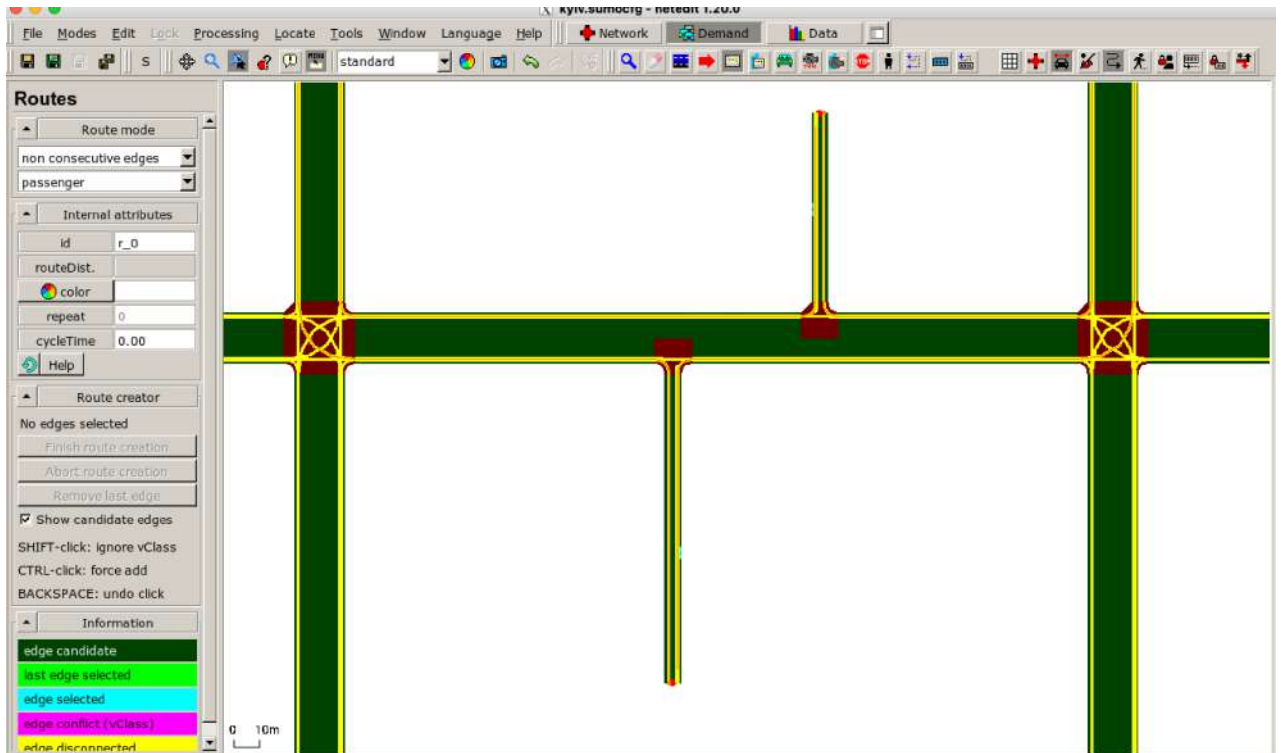 X kyiv.sumocfg - netedit 1.20.0
File Modes Edit Lock Processing Locate Tools Window Language Help Network Demand Data
S standard
Routes
Route mode
non consecutive edges
passenger
Internal attributes
id r_0
routeDist.
color
repeat 0
cycleTime 0.00
Help
Route creator
No edges selected
Finish route creation
Abort route creation
Remove last edge
Show candidate edges
SHIFT-click: ignore vClass
CTRL-click: force add
BACKSPACE: undo click
Information
edge candidate
last edge selected
edge selected
edge conflict (vClass)
edge disconnected
0 10m